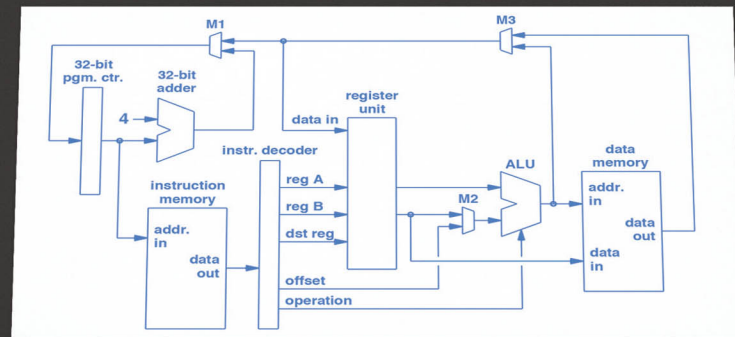 M1
M3
32-bit
pgm. ctr.
32-bit
adder
4
register
unit
data in
instr. decoder
ALU
data
memory
instruction
memory
reg A
reg B
dst reg
M2
addr.
in
data
out
addr.
in
data
out
data
in
offset
operation